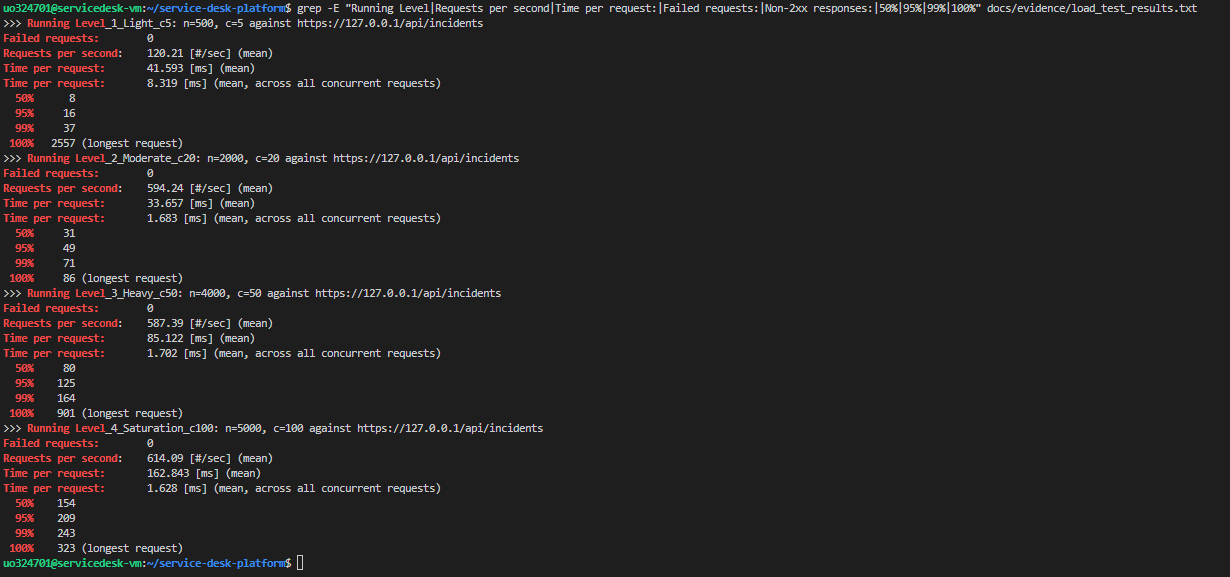 uo324701@servicedesk-vm:~/service-desk-platform$ grep -E "Running Level|Requests per second|Time per request:|Failed requests:|Non-2xx responses:|50%|95%|99%|100%" docs/evidence/load_test_results.txt
>>> Running Level_1_Light_c5: n=500, c=5 against https://127.0.0.1/api/incidents
Failed requests:        0
Requests per second:    120.21 [#/sec] (mean)
Time per request:       41.593 [ms] (mean)
Time per request:       8.319 [ms] (mean, across all concurrent requests)
  50%      8
  95%     16
  99%     37
 100%   2557 (longest request)
>>> Running Level_2_Moderate_c20: n=2000, c=20 against https://127.0.0.1/api/incidents
Failed requests:        0
Requests per second:    594.24 [#/sec] (mean)
Time per request:       33.657 [ms] (mean)
Time per request:       1.683 [ms] (mean, across all concurrent requests)
  50%     31
  95%     49
  99%     71
 100%     86 (longest request)
>>> Running Level_3_Heavy_c50: n=4000, c=50 against https://127.0.0.1/api/incidents
Failed requests:        0
Requests per second:    587.39 [#/sec] (mean)
Time per request:       85.122 [ms] (mean)
Time per request:       1.702 [ms] (mean, across all concurrent requests)
  50%     80
  95%    125
  99%    164
 100%    901 (longest request)
>>> Running Level_4_Saturation_c100: n=5000, c=100 against https://127.0.0.1/api/incidents
Failed requests:        0
Requests per second:    614.09 [#/sec] (mean)
Time per request:       162.843 [ms] (mean)
Time per request:       1.628 [ms] (mean, across all concurrent requests)
  50%    154
  95%    209
  99%    243
 100%    323 (longest request)
uo324701@servicedesk-vm:~/service-desk-platform$